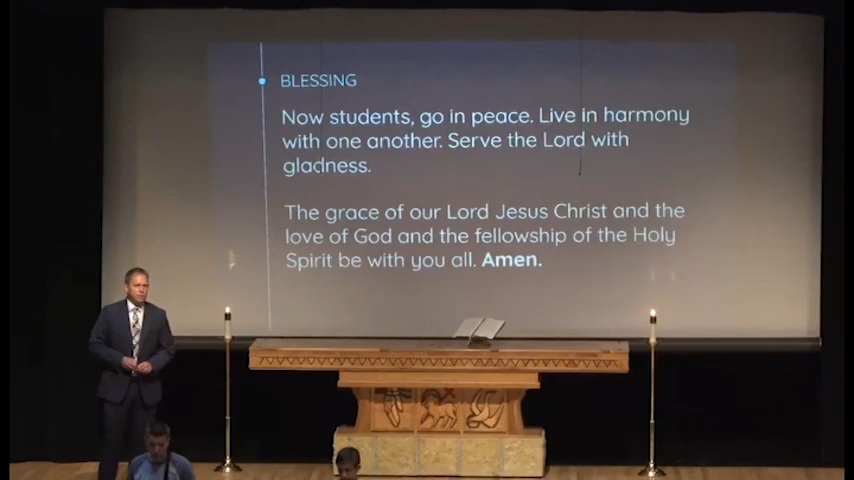 BLESSING
Now students, go in peace. Live in harmony
with one another. Serve the Lord with
gladness.
The grace of our Lord Jesus Christ and the
love of God and the fellowship of the Holy
Spirit be with you all. Amen.